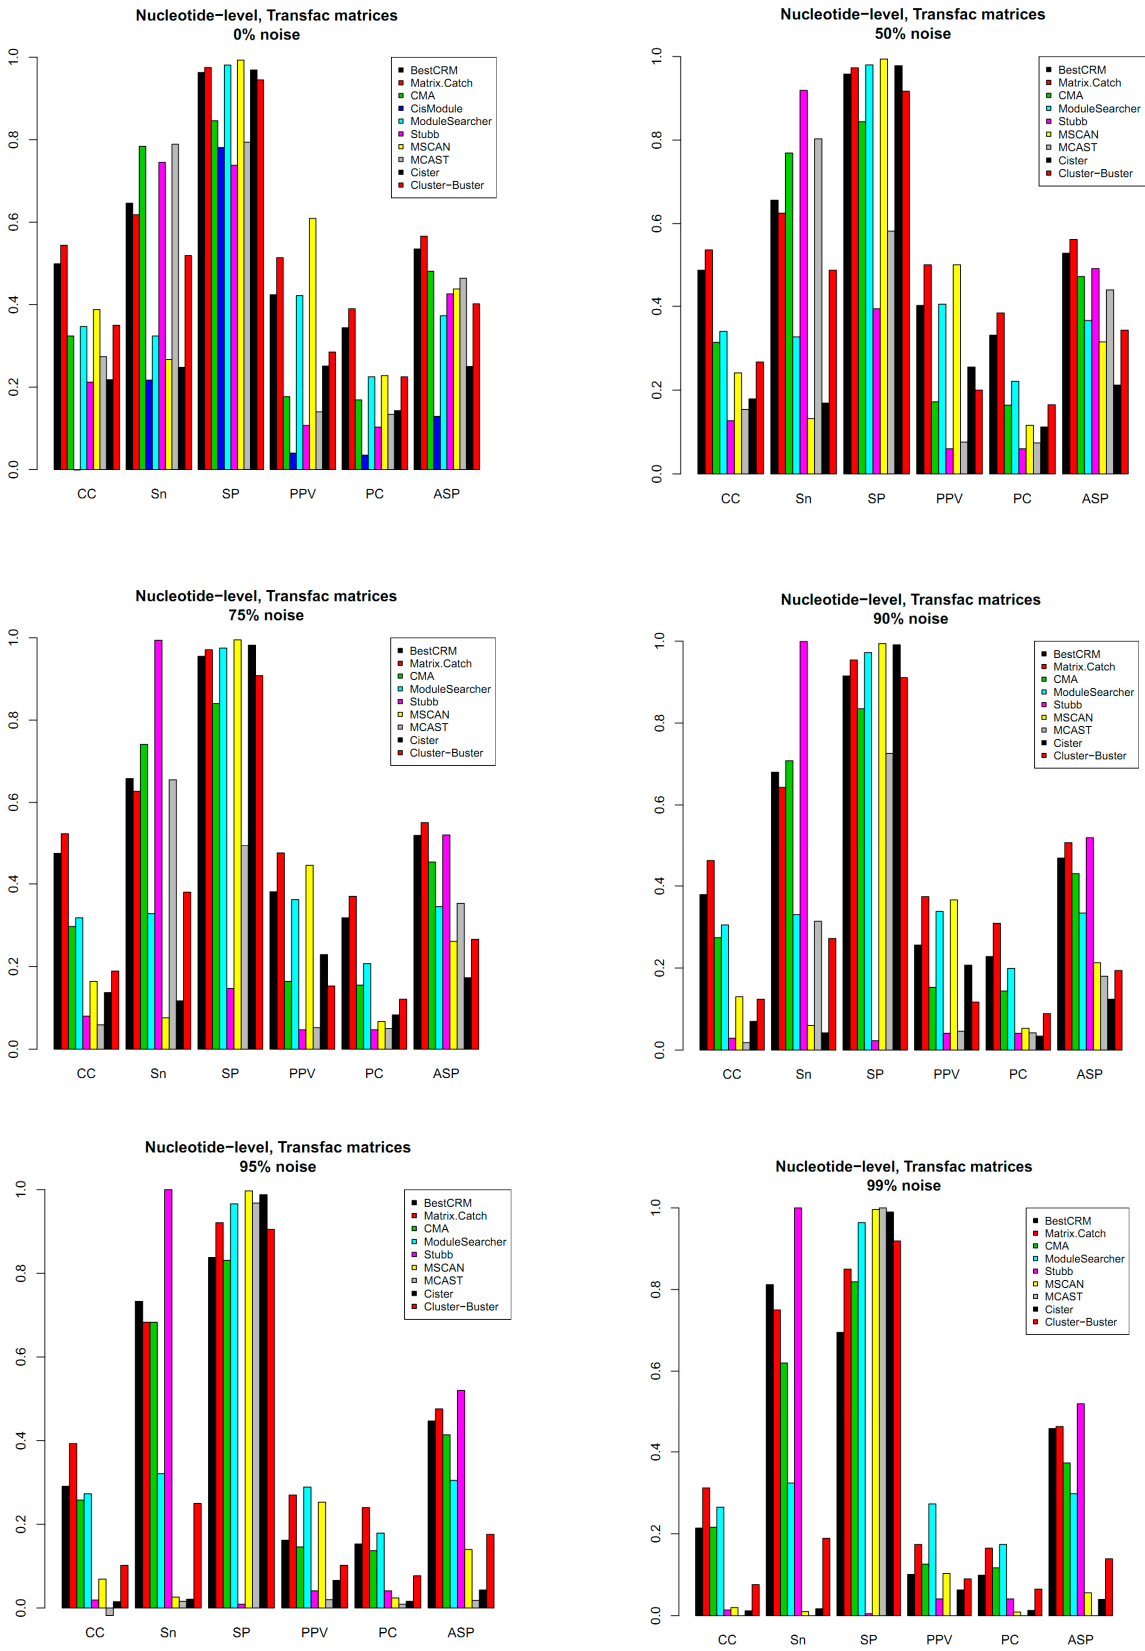 Nucleotide−level, Transfac matrices
0% noise
0.0
0.2
0.4
0.6
0.8
1.0
BestCRM
Matrix.Catch
CMA
CisModule
ModuleSearcher
Stubb
MSCAN
MCAST
Cister
Cluster−Buster
CC Sn SP PPV PC ASP
Nucleotide−level, Transfac matrices
50% noise
0.0
0.2
0.4
0.6
0.8
1.0
BestCRM
Matrix.Catch
CMA
ModuleSearcher
Stubb
MSCAN
MCAST
Cister
Cluster−Buster
CC Sn SP PPV PC ASP
Nucleotide−level, Transfac matrices
75% noise
0.0
0.2
0.4
0.6
0.8
1.0
BestCRM
Matrix.Catch
CMA
ModuleSearcher
Stubb
MSCAN
MCAST
Cister
Cluster−Buster
CC Sn SP PPV PC ASP
Nucleotide−level, Transfac matrices
90% noise
0.0
0.2
0.4
0.6
0.8
1.0
BestCRM
Matrix.Catch
CMA
ModuleSearcher
Stubb
MSCAN
MCAST
Cister
Cluster−Buster
CC Sn SP PPV PC ASP
Nucleotide−level, Transfac matrices
95% noise
0.0
0.2
0.4
0.6
0.8
1.0
BestCRM
Matrix.Catch
CMA
ModuleSearcher
Stubb
MSCAN
MCAST
Cister
Cluster−Buster
CC Sn SP PPV PC ASP
Nucleotide−level, Transfac matrices
99% noise
0.0
0.2
0.4
0.6
0.8
1.0
BestCRM
Matrix.Catch
CMA
ModuleSearcher
Stubb
MSCAN
MCAST
Cister
Cluster−Buster
CC Sn SP PPV PC ASP